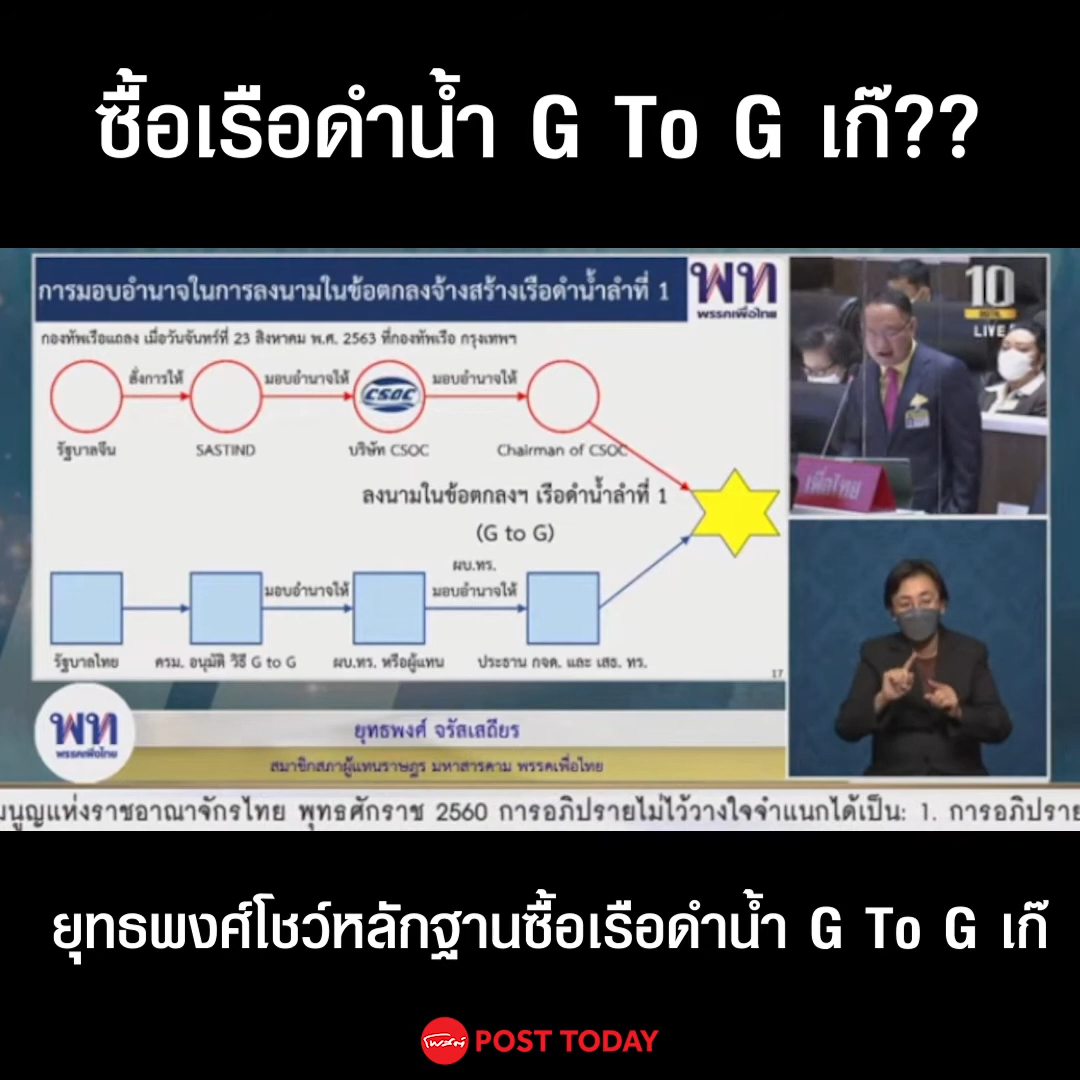 ซื้อเรือดำน้ำ G To G เก๊??
การมอบอำนาจในการลงนามในข้อตกลงจ้างสร้างเรือดำน้ำลำที่ 1
พท
พรรคเพื่อไทย
10
LIVE
กองทัพเรือแถลง เมื่อวันจันทร์ที่ 23 สิงหาคม พ.ศ. 2563 ที่กองทัพเรือ กรุงเทพฯ
สั่งการให้ มอบอำนาจให้ CSOC มอบอำนาจให้
รัฐบาลจีน SASTIND บริษัท CSOC Chairman of CSOC
เพื่อไทย
ลงนามในข้อตกลงฯ เรือดำน้ำลำที่ 1
(G to G)
ผบ.ทร.
มอบอำนาจให้ มอบอำนาจให้
รัฐบาลไทย ครม. อนุมัติ วิธี G to G ผบ.ทร. หรือผู้แทน ประธาน กจด. และ เสธ. ทร.
17
พท
พรรคเพื่อไทย
ยุทธพงศ์ จรัสเสถียร
สมาชิกสภาผู้แทนราษฎร มหาสารคาม พรรคเพื่อไทย
มนูญแห่งราชอาณาจักรไทย พุทธศักราช 2560 การอภิปรายไม่ไว้วางใจจำแนกได้เป็น: 1. การอภิปราย
ยุทธพงศ์โชว์หลักฐานซื้อเรือดำน้ำ G To G เก๊
โพสต์ POST TODAY